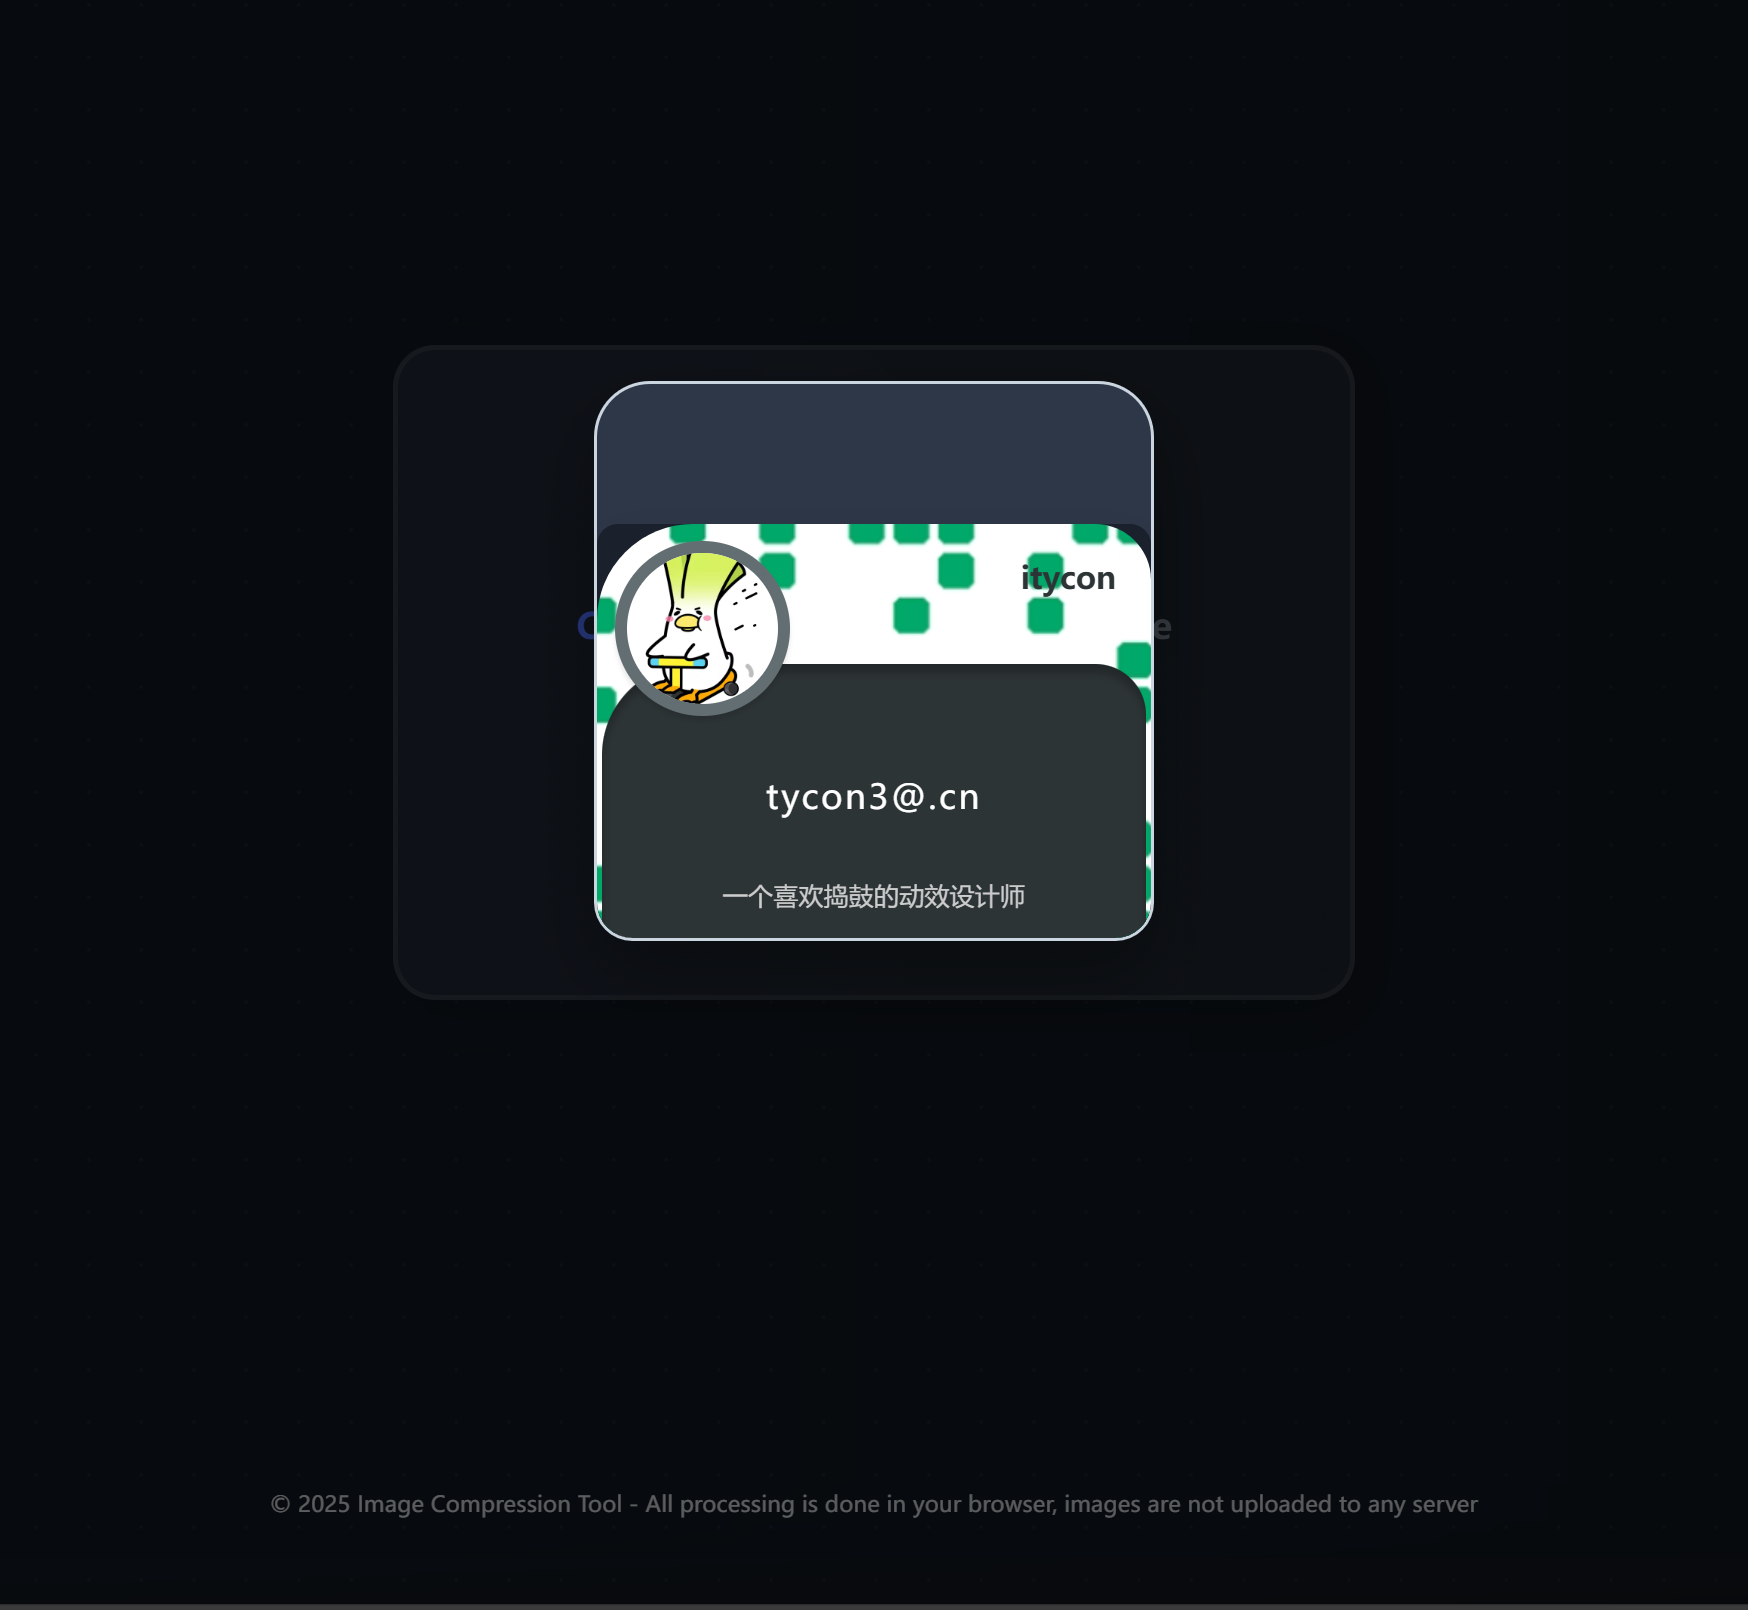 itycon
tycon3@.cn
一个喜欢捣鼓的动效设计师
© 2025 Image Compression Tool - All processing is done in your browser, images are not uploaded to any server